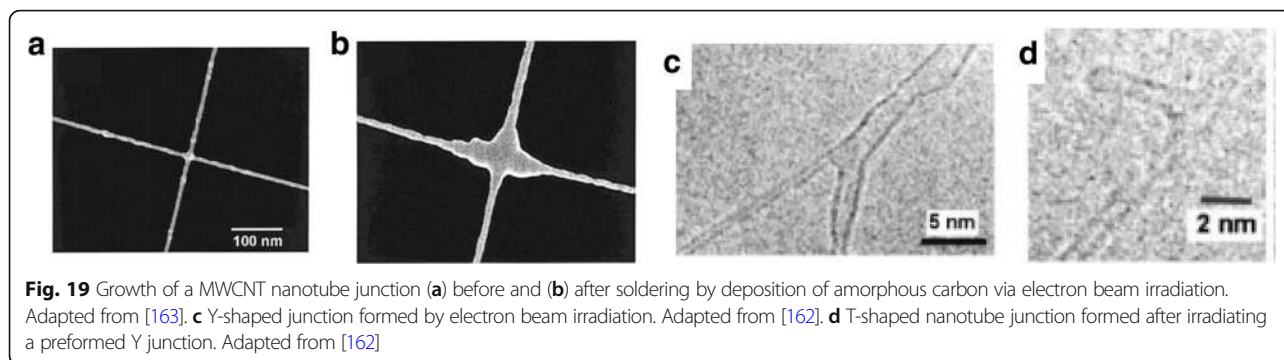 a
b
c
d
100 nm
5 nm
2 nm
Fig. 19 Growth of a MWCNT nanotube junction (a) before and (b) after soldering by deposition of amorphous carbon via electron beam irradiation.
Adapted from [163]. c Y-shaped junction formed by electron beam irradiation. Adapted from [162]. d T-shaped nanotube junction formed after irradiating
a preformed Y junction. Adapted from [162]